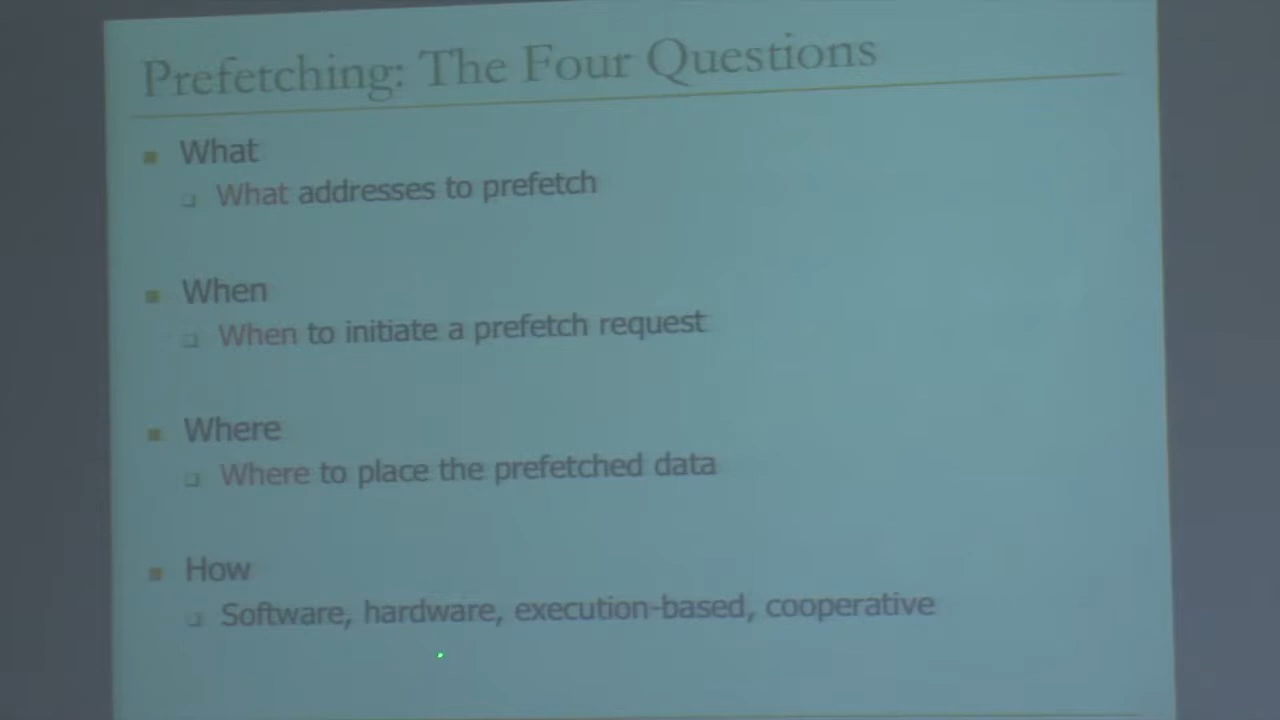 Prefetching: The Four Questions
What
What addresses to prefetch
When
When to initiate a prefetch request
Where
Where to place the prefetched data
How
Software, hardware, execution-based, cooperative